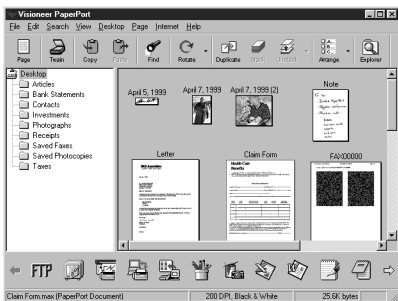 Visioneer PaperPort
File Edit Search View Desktop Page Internet Help
Page Twain Copy Paste Find Rotate Duplicate Stack Unstack Arrange Explorer
Desktop
Articles
Bank Statements
Contacts
Investments
Photographs
Receipts
Saved Faxes
Saved Photocopies
Taxes
April 5, 1999
April 7, 1999
April 7, 1999 (2)
Note
Letter
Claim Form
FAX00000
Health Care
Benefits
FTP
Claim Form.max (PaperPort Document) 200 DPI, Black & White 25.6K bytes